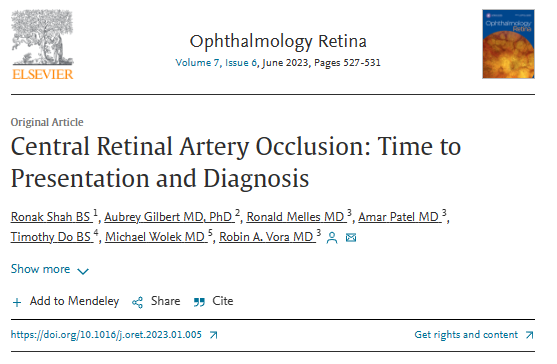 ELSEVIER
Ophthalmology Retina
Volume 7, Issue 6, June 2023, Pages 527-531
Ophthalmology
Retina
Original Article
Central Retinal Artery Occlusion: Time to
Presentation and Diagnosis
Ronak Shah BS 1, Aubrey Gilbert MD, PhD 2, Ronald Melles MD 3, Amar Patel MD 3,
Timothy Do BS 4, Michael Wolek MD 5, Robin A. Vora MD 3
Show more
Add to Mendeley Share Cite
https://doi.org/10.1016/j.oret.2023.01.005 Get rights and content